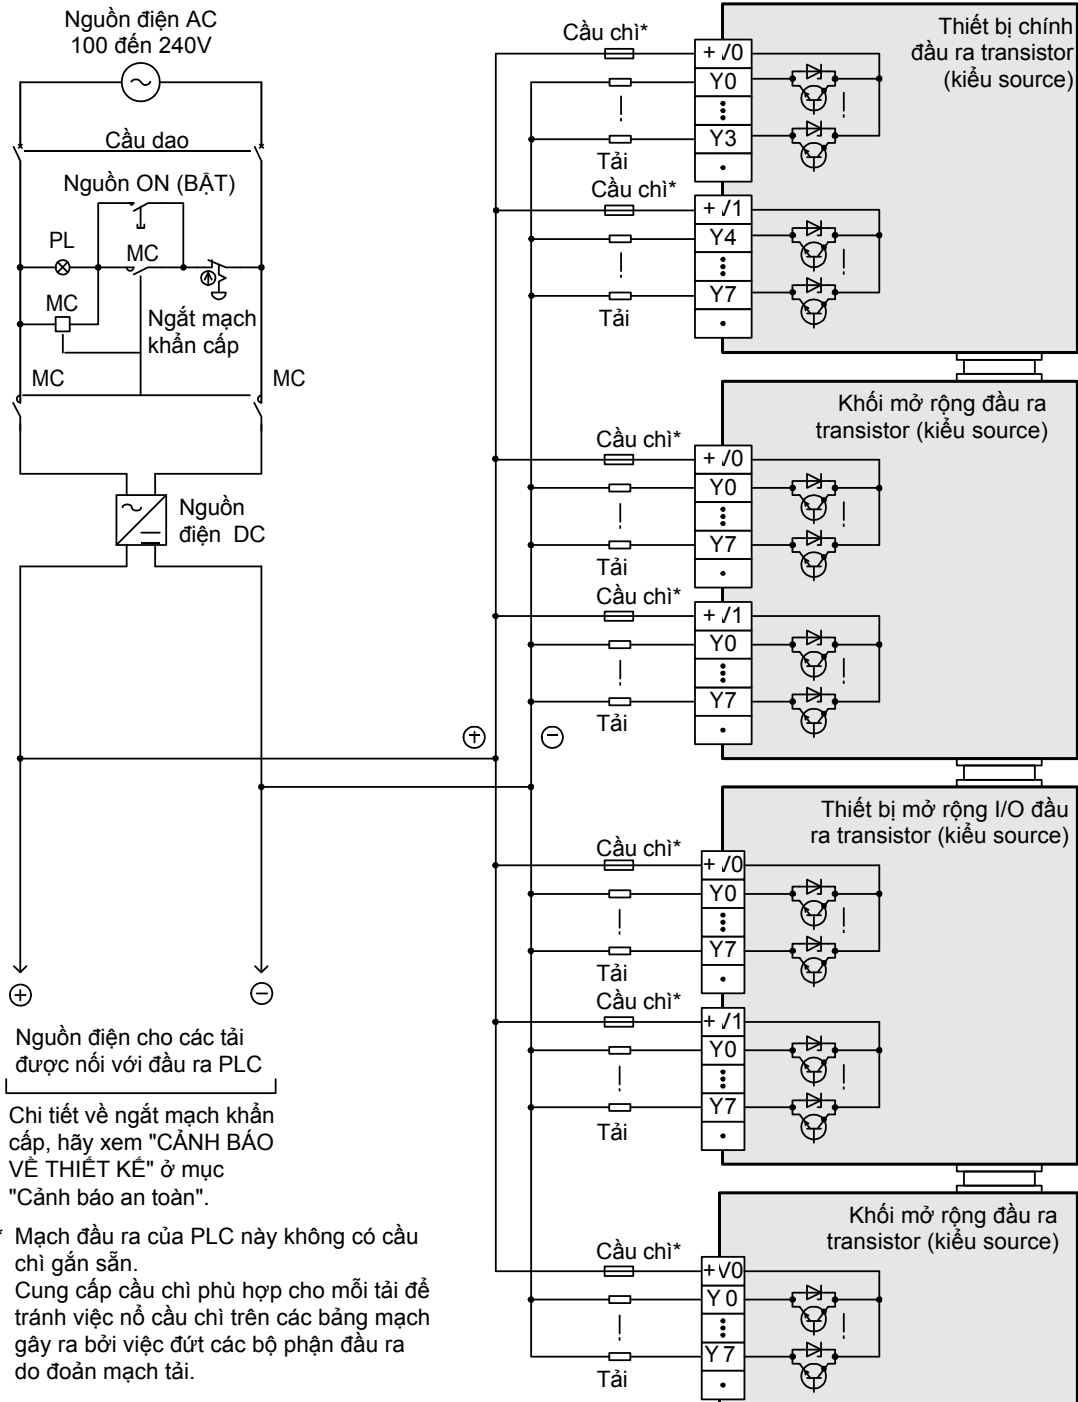 Nguồn điện AC
100 đến 240V
Cầu dao
Nguồn ON (BẬT)
PL
MC
MC
Ngắt mạch
khẩn cấp
MC
MC
Nguồn
điện DC
Nguồn điện cho các tải
được nối với đầu ra PLC
Chi tiết về ngắt mạch khẩn
cấp, hãy xem "CẢNH BÁO
VỀ THIẾT KẾ" ở mục
"Cảnh báo an toàn".
* Mạch đầu ra của PLC này không có cầu
chì gắn sẵn.
Cung cấp cầu chì phù hợp cho mỗi tải để
tránh việc nổ cầu chì trên các bảng mạch
gây ra bởi việc đứt các bộ phận đầu ra
do đoản mạch tải.
Thiết bị chính
đầu ra transistor
(kiểu source)
Cầu chì*
+V0
Y0
Y3
Tải
Cầu chì*
+V1
Y4
Y7
Tải
Khối mở rộng đầu ra
transistor (kiểu source)
Cầu chì*
+V0
Y0
Y7
Tải
Cầu chì*
+V1
Y0
Y7
Tải
Thiết bị mở rộng I/O đầu
ra transistor (kiểu source)
Cầu chì*
+V0
Y0
Y7
Tải
Cầu chì*
+V1
Y0
Y7
Tải
Khối mở rộng đầu ra
transistor (kiểu source)
Cầu chì*
+V0
Y 0
Y 7
Tải